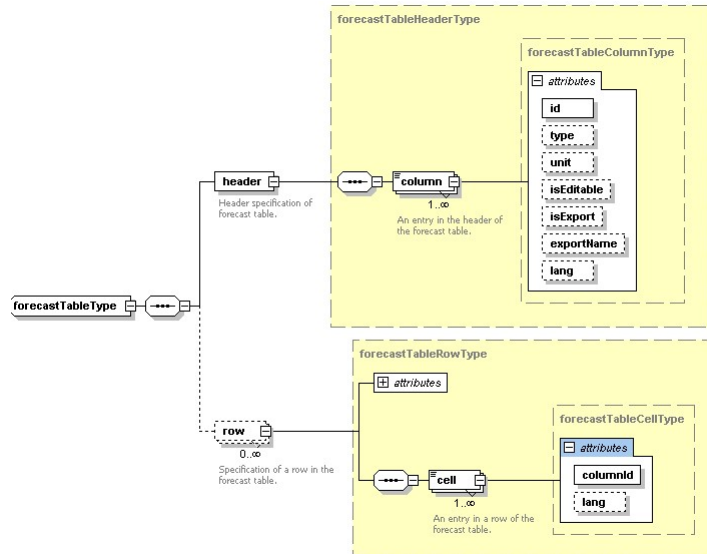 forecastTableHeaderType
forecastTableColumnType
attributes
id
type
unit
isEditable
isExport
exportName
lang
header
Header specification of
forecast table.
column
1..∞
An entry in the header of
the forecast table.
forecastTableType
forecastTableRowType
attributes
row
0..∞
Specification of a row in the
forecast table.
forecastTableCellType
attributes
columnId
lang
cell
1..∞
An entry in a row of the
forecast table.